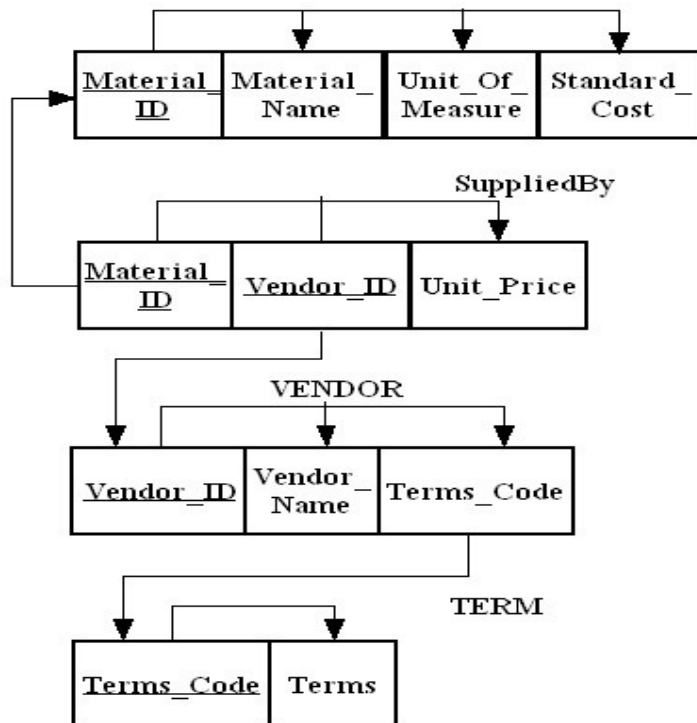 Material_ Material_ Unit_Of_ Standard_
ID Name Measure Cost
SuppliedBy
Material_ Vendor_ID Unit_Price
ID
VENDOR
Vendor_ID Vendor_ Terms_Code
Name
TERM
Terms_Code Terms